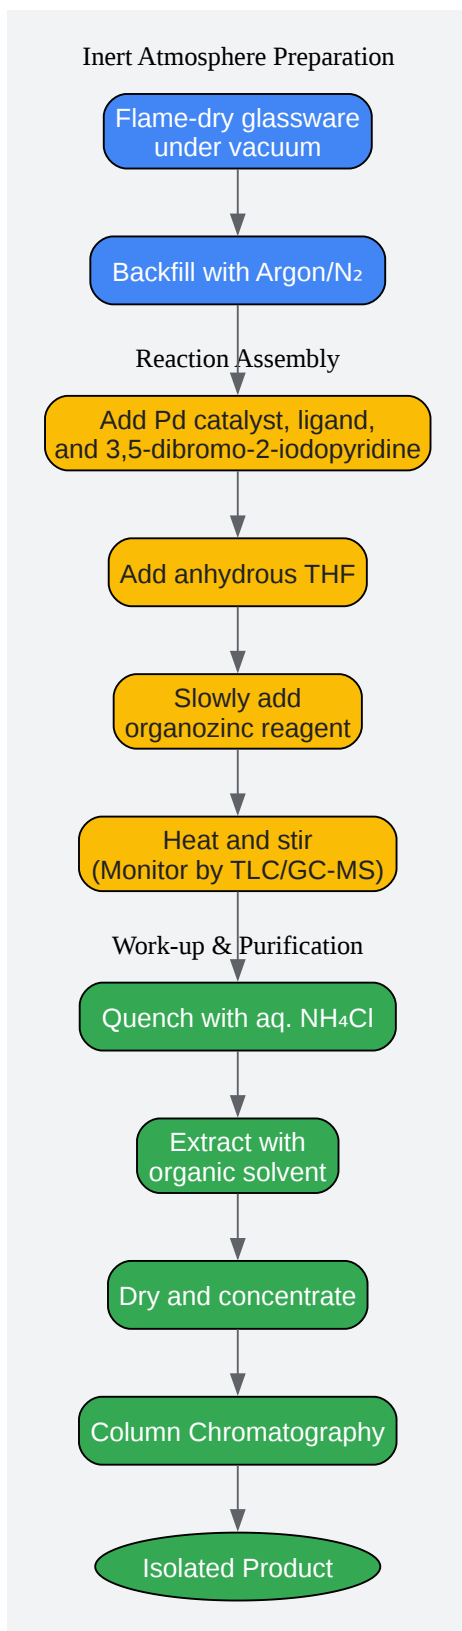 Inert Atmosphere Preparation
Flame-dry glassware
under vacuum
Backfill with Argon/N₂
Reaction Assembly
Add Pd catalyst, ligand,
and 3,5-dibromo-2-iodopyridine
Add anhydrous THF
Slowly add
organozinc reagent
Heat and stir
(Monitor by TLC/GC-MS)
Work-up & Purification
Quench with aq. NH₄Cl
Extract with
organic solvent
Dry and concentrate
Column Chromatography
Isolated Product